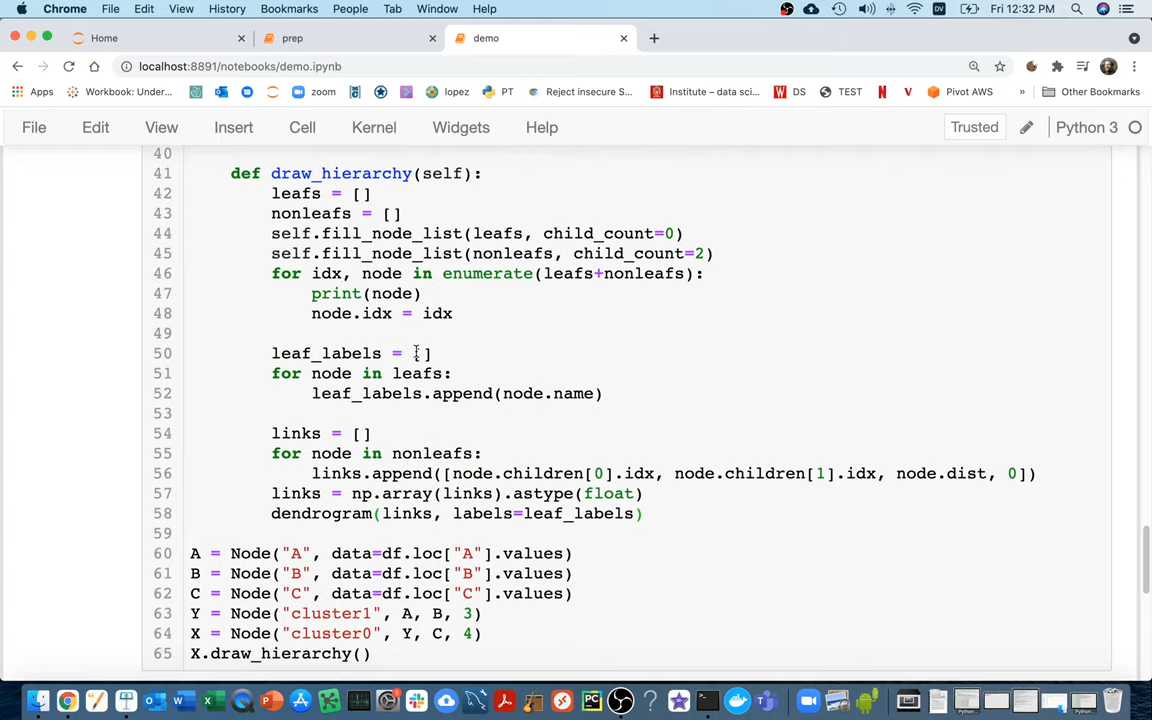 Chrome File Edit View History Bookmarks People Tab Window Help Fri 12:32 PM
Home prep demo
localhost:8891/notebooks/demo.ipynb
Apps Workbook: Under... zoom lopez PT Reject insecure S... Institute – data sci... DS TEST Pivot AWS » Other Bookmarks
File Edit View Insert Cell Kernel Widgets Help Trusted Python 3
40
41 def draw_hierarchy(self):
42 leafs = []
43 nonleafs = []
44 self.fill_node_list(leafs, child_count=0)
45 self.fill_node_list(nonleafs, child_count=2)
46 for idx, node in enumerate(leafs+nonleafs):
47 print(node)
48 node.idx = idx
49
50 leaf_labels = []
51 for node in leafs:
52 leaf_labels.append(node.name)
53
54 links = []
55 for node in nonleafs:
56 links.append([node.children[0].idx, node.children[1].idx, node.dist, 0])
57 links = np.array(links).astype(float)
58 dendrogram(links, labels=leaf_labels)
59
60 A = Node("A", data=df.loc["A"].values)
61 B = Node("B", data=df.loc["B"].values)
62 C = Node("C", data=df.loc["C"].values)
63 Y = Node("cluster1", A, B, 3)
64 X = Node("cluster0", Y, C, 4)
65 X.draw_hierarchy()